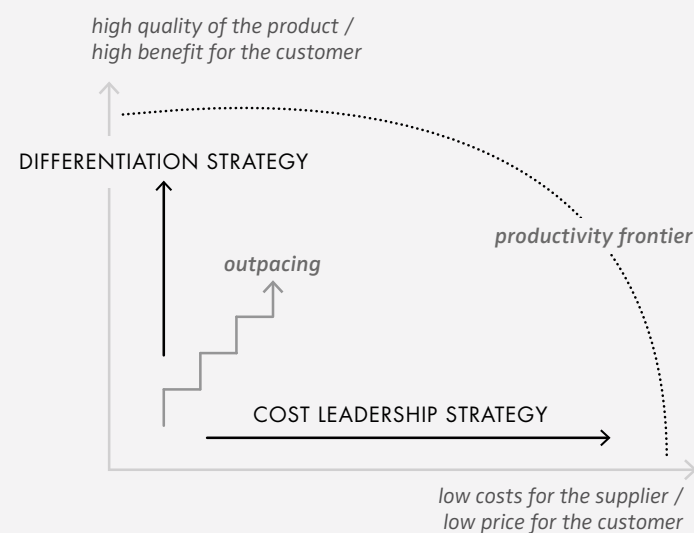 high quality of the product /
high benefit for the customer
DIFFERENTIATION STRATEGY
productivity frontier
outpacing
COST LEADERSHIP STRATEGY
low costs for the supplier /
low price for the customer